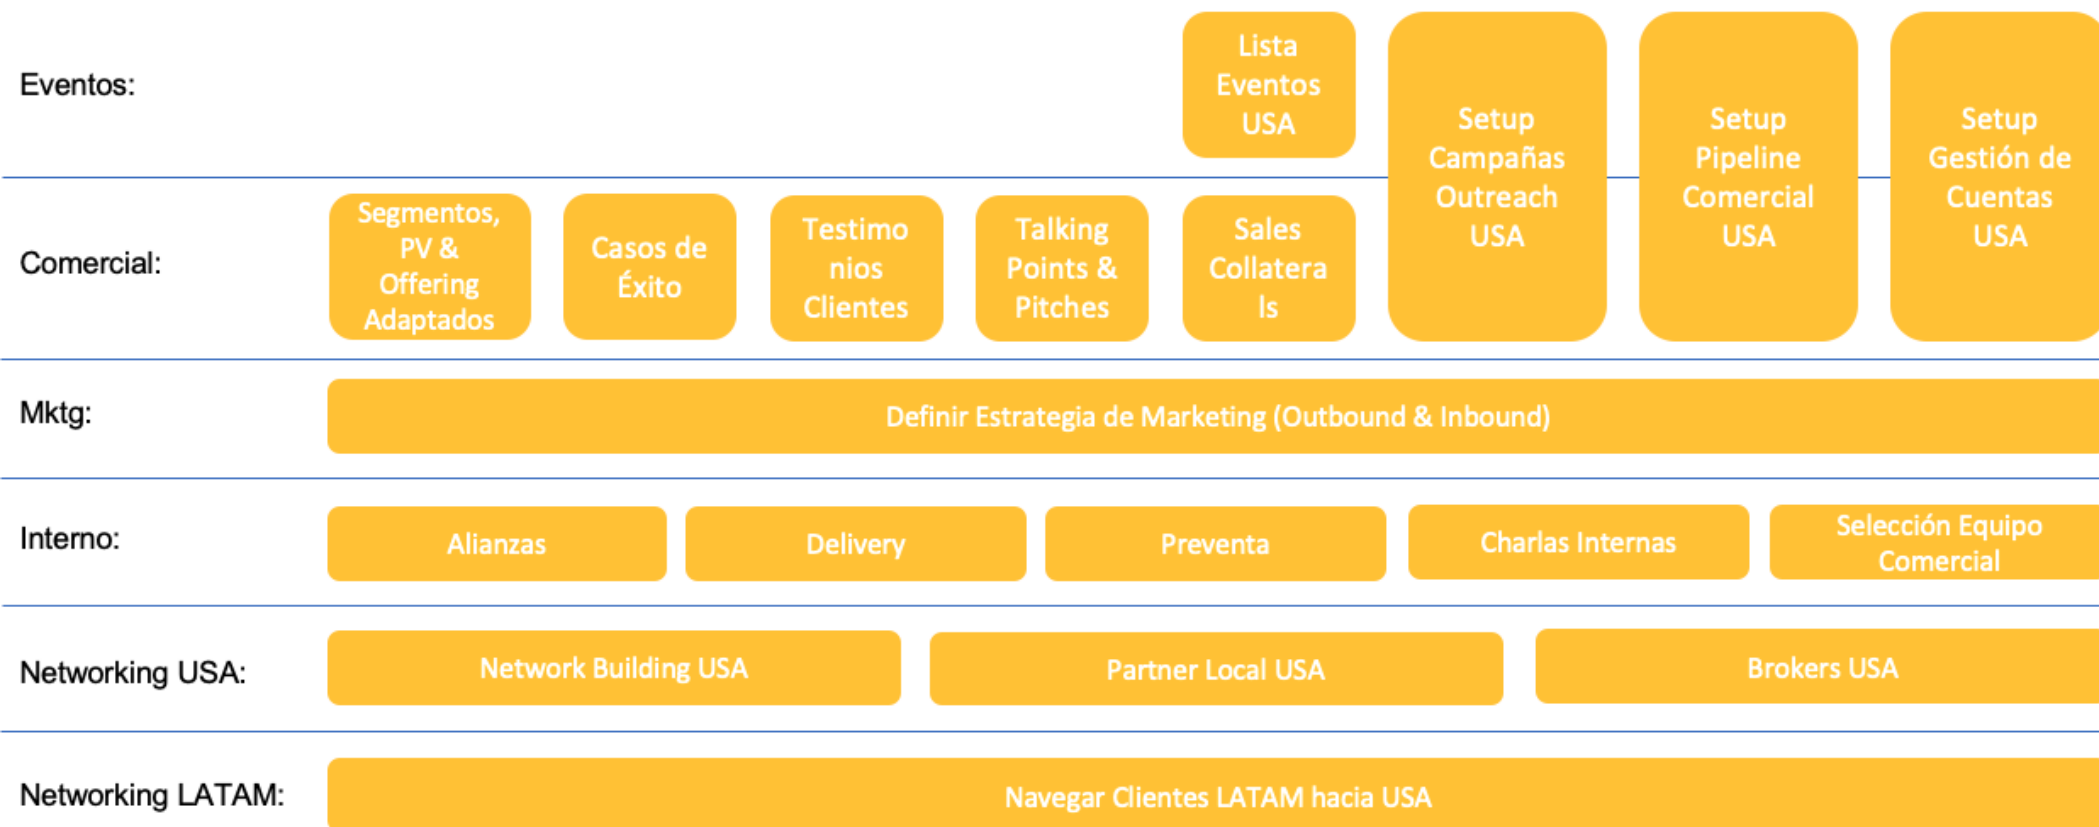 Eventos:
Lista
Eventos
USA
Setup
Campañas
Outreach
USA
Setup
Pipeline
Comercial
USA
Setup
Gestión de
Cuentas
USA
Comercial:
Segmentos,
PV &
Offering
Adaptados
Casos de
Éxito
Testimo
nios
Clientes
Talking
Points &
Pitches
Sales
Collatera
ls
Mktg:
Definir Estrategia de Marketing (Outbound & Inbound)
Interno:
Alianzas
Delivery
Preventa
Charlas Internas
Selección Equipo
Comercial
Networking USA:
Network Building USA
Partner Local USA
Brokers USA
Networking LATAM:
Navegar Clientes LATAM hacia USA